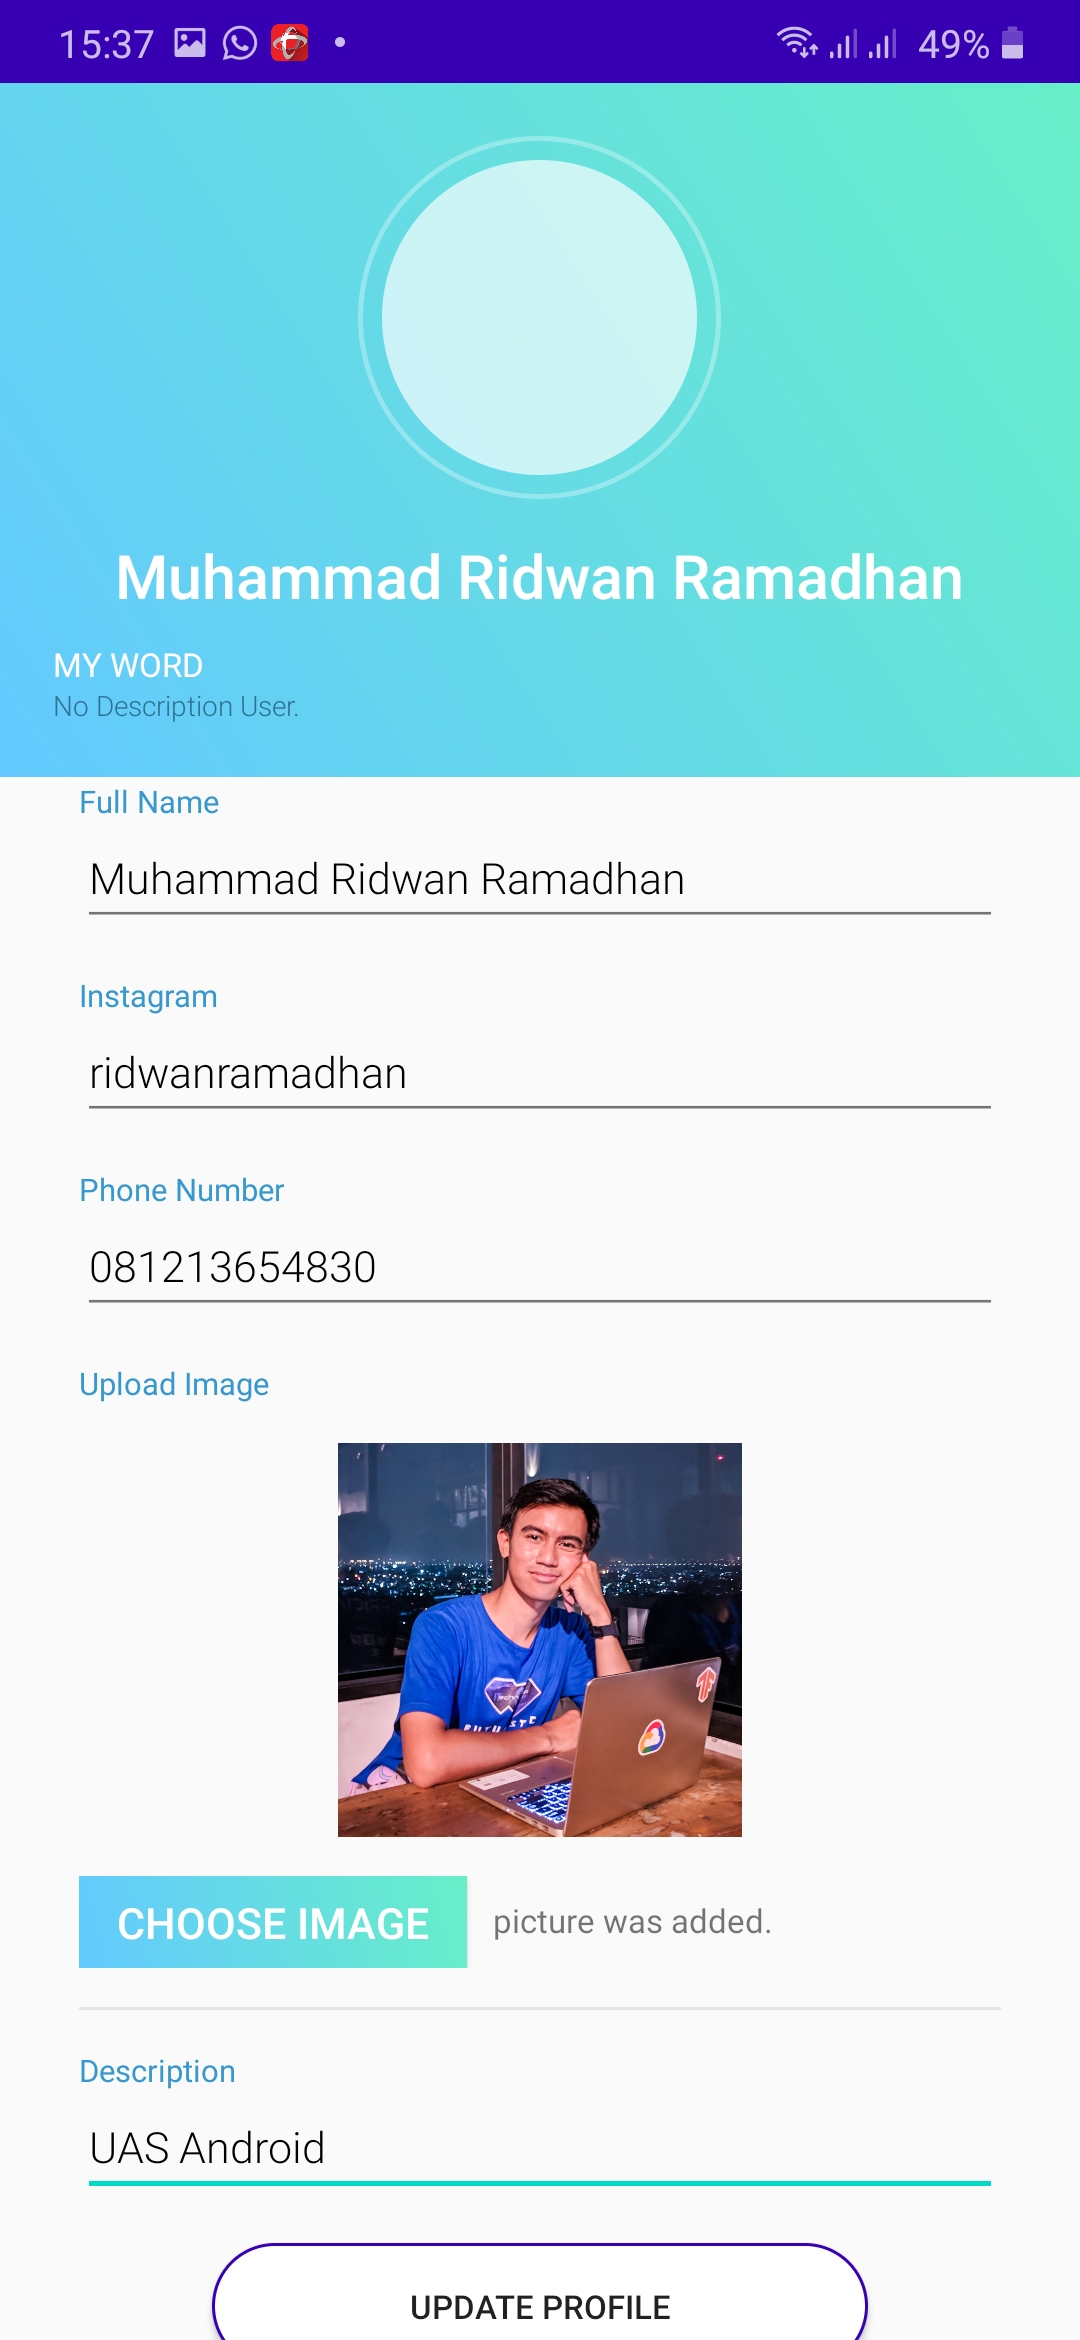 15:37
49%
Muhammad Ridwan Ramadhan
MY WORD
No Description User.
Full Name
Muhammad Ridwan Ramadhan
Instagram
ridwanramadhan
Phone Number
081213654830
Upload Image
CHOOSE IMAGE
picture was added.
Description
UAS Android
UPDATE PROFILE